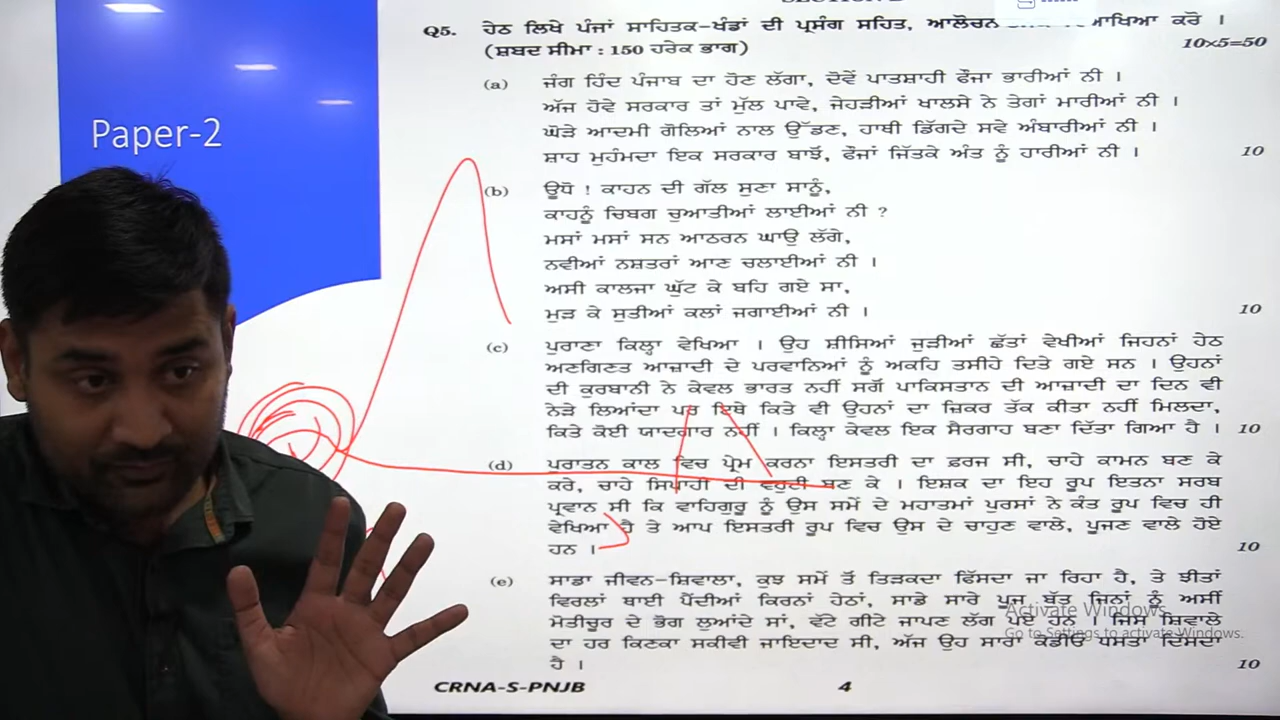 Paper-2
Q5. ਹੇਠ ਲਿਖੇ ਪੰਜਾਂ ਸਾਹਿਤਕ-ਖੰਡਾਂ ਦੀ ਪ੍ਰਸੰਗ ਸਹਿਤ, ਆਲੋਚਨ ਕਰੋ ।
(ਸ਼ਬਦ ਸੀਮਾ : 150 ਹਰੇਕ ਭਾਗ) 10×5=50
(a) ਜੰਗ ਹਿੰਦ ਪੰਜਾਬ ਦਾ ਹੋਣ ਲੱਗਾ, ਦੋਵੇਂ ਪਾਤਸ਼ਾਹੀ ਫੌਜਾਂ ਭਾਰੀਆਂ ਨੀ ।
ਅੱਜ ਹੋਵੇ ਸਰਕਾਰ ਤਾਂ ਮੁੱਲ ਪਾਵੇ, ਜੇਹੜੀਆਂ ਖਾਲਸੇ ਨੇ ਤੇਗਾਂ ਮਾਰੀਆਂ ਨੀ ।
ਘੋੜੇ ਆਦਮੀ ਗੋਲਿਆਂ ਨਾਲ ਉੱਡਣ, ਹਾਥੀ ਡਿੱਗਦੇ ਸਵੇ ਅੰਬਾਰੀਆਂ ਨੀ ।
ਸ਼ਾਹ ਮੁਹੰਮਦਾ ਇਕ ਸਰਕਾਰ ਬਾਝੋਂ, ਫੌਜਾਂ ਜਿੱਤਕੇ ਅੰਤ ਨੂੰ ਹਾਰੀਆਂ ਨੀ । 10
(b) ਊਧੋ ! ਕਾਹਨ ਦੀ ਗੱਲ ਸੁਣਾ ਸਾਨੂੰ,
ਕਾਹਨੂੰ ਚਿਬਗ ਚੁਆਤੀਆਂ ਲਾਈਆਂ ਨੀ ?
ਮਸਾਂ ਮਸਾਂ ਸਨ ਆਠਰਨ ਘਾਉ ਲੱਗੇ,
ਨਵੀਆਂ ਨਸ਼ਤਰਾਂ ਆਣ ਚਲਾਈਆਂ ਨੀ ।
ਅਸੀ ਕਾਲਜਾ ਘੁੱਟ ਕੇ ਬਹਿ ਗਏ ਸਾ,
ਮੁੜ ਕੇ ਸੁਤੀਆਂ ਕਲਾਂ ਜਗਾਈਆਂ ਨੀ । 10
(c) ਪੁਰਾਣਾ ਕਿਲ੍ਹਾ ਵੇਖਿਆ । ਉਹ ਸ਼ੀਸਿਆਂ ਜੁੜੀਆਂ ਛੱਤਾਂ ਵੇਖੀਆਂ ਜਿਹਨਾਂ ਹੇਠ
ਅਣਗਿਣਤ ਆਜ਼ਾਦੀ ਦੇ ਪਰਵਾਨਿਆਂ ਨੂੰ ਅਕਹਿ ਤਸੀਹੇ ਦਿਤੇ ਗਏ ਸਨ । ਉਹਨਾਂ
ਦੀ ਕੁਰਬਾਨੀ ਨੇ ਕੇਵਲ ਭਾਰਤ ਨਹੀਂ ਸਗੋਂ ਪਾਕਿਸਤਾਨ ਦੀ ਆਜ਼ਾਦੀ ਦਾ ਦਿਨ ਵੀ
ਨੇੜੇ ਲਿਆਂਦਾ ਪਰ ਇਥੇ ਕਿਤੇ ਵੀ ਉਹਨਾਂ ਦਾ ਜ਼ਿਕਰ ਤੱਕ ਕੀਤਾ ਨਹੀਂ ਮਿਲਦਾ,
ਕਿਤੇ ਕੋਈ ਯਾਦਗਾਰ ਨਹੀਂ । ਕਿਲ੍ਹਾ ਕੇਵਲ ਇਕ ਸੈਰਗਾਹ ਬਣਾ ਦਿੱਤਾ ਗਿਆ ਹੈ । 10
(d) ਪੁਰਾਤਨ ਕਾਲ ਵਿਚ ਪ੍ਰੇਮ ਕਰਨਾ ਇਸਤਰੀ ਦਾ ਫ਼ਰਜ ਸੀ, ਚਾਹੇ ਕਾਮਨ ਬਣ ਕੇ
ਕਰੇ, ਚਾਹੇ ਸਿਪਾਹੀ ਦੀ ਵਹੁਟੀ ਬਣ ਕੇ । ਇਸ਼ਕ ਦਾ ਇਹ ਰੂਪ ਇਤਨਾ ਸਰਬ
ਪ੍ਰਵਾਨ ਸੀ ਕਿ ਵਾਹਿਗੁਰੂ ਨੂੰ ਉਸ ਸਮੇਂ ਦੇ ਮਹਾਤਮਾਂ ਪੁਰਸਾਂ ਨੇ ਕੰਤ ਰੂਪ ਵਿਚ ਹੀ
ਵੇਖਿਆ ਹੈ ਤੇ ਆਪ ਇਸਤਰੀ ਰੂਪ ਵਿਚ ਉਸ ਦੇ ਚਾਹੁਣ ਵਾਲੇ, ਪੂਜਣ ਵਾਲੇ ਹੋਏ
ਹਨ । 10
(e) ਸਾਡਾ ਜੀਵਨ-ਸ਼ਿਵਾਲਾ, ਕੁਝ ਸਮੇਂ ਤੋਂ ਤਿੜਕਦਾ ਫਿੱਸਦਾ ਜਾ ਰਿਹਾ ਹੈ, ਤੇ ਝੀਤਾਂ
ਵਿਰਲਾਂ ਥਾਈਂ ਪੈਂਦੀਆਂ ਕਿਰਨਾਂ ਹੇਠਾਂ, ਸਾਡੇ ਸਾਰੇ ਪੂਜ ਬੁੱਤ ਜਿਨਾਂ ਨੂੰ ਅਸੀਂ
ਮੋਤੀਚੂਰ ਦੇ ਭੋਗ ਲੁਆਂਦੇ ਸਾਂ, ਵੱਟੇ ਗੀਟੇ ਜਾਪਣ ਲੱਗ ਪਏ ਹਨ । ਜਿਸ ਸ਼ਿਵਾਲੇ
ਦਾ ਹਰ ਕਿਣਕਾ ਸਕੀਵੀ ਜਾਇਦਾਦ ਸੀ, ਅੱਜ ਉਹ ਸਾਰਾ ਦਿਸਦਾ
ਹੈ । 10
Activate Windows
Go to Settings to activate Windows.
CRNA-S-PNJB 4